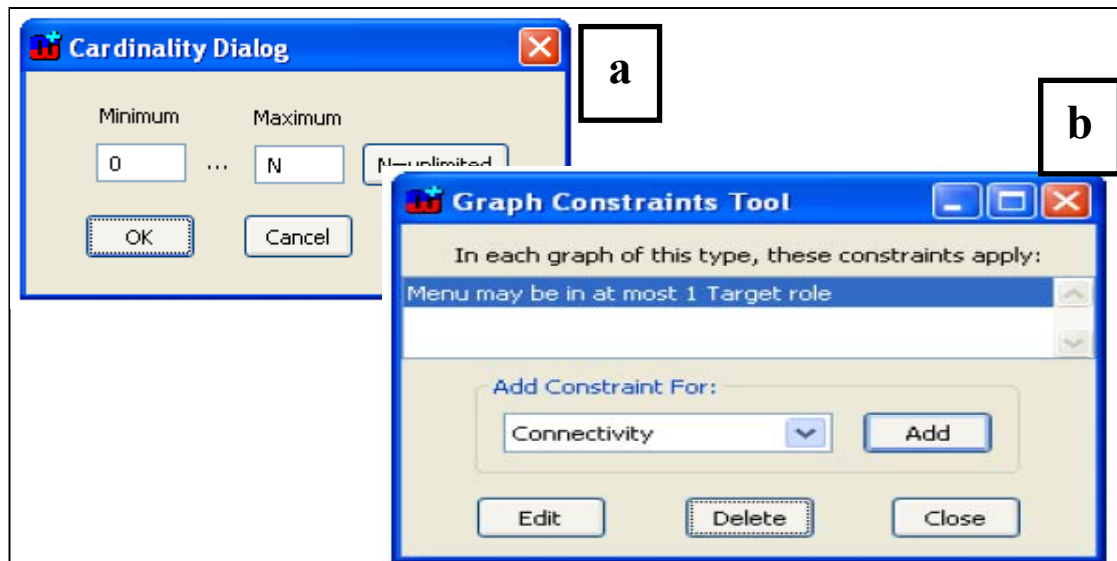 Cardinality Dialog
a
Minimum Maximum
0 ... N N=unlimited
OK Cancel
b
Graph Constraints Tool
In each graph of this type, these constraints apply:
Menu may be in at most 1 Target role
Add Constraint For:
Connectivity Add
Edit Delete Close